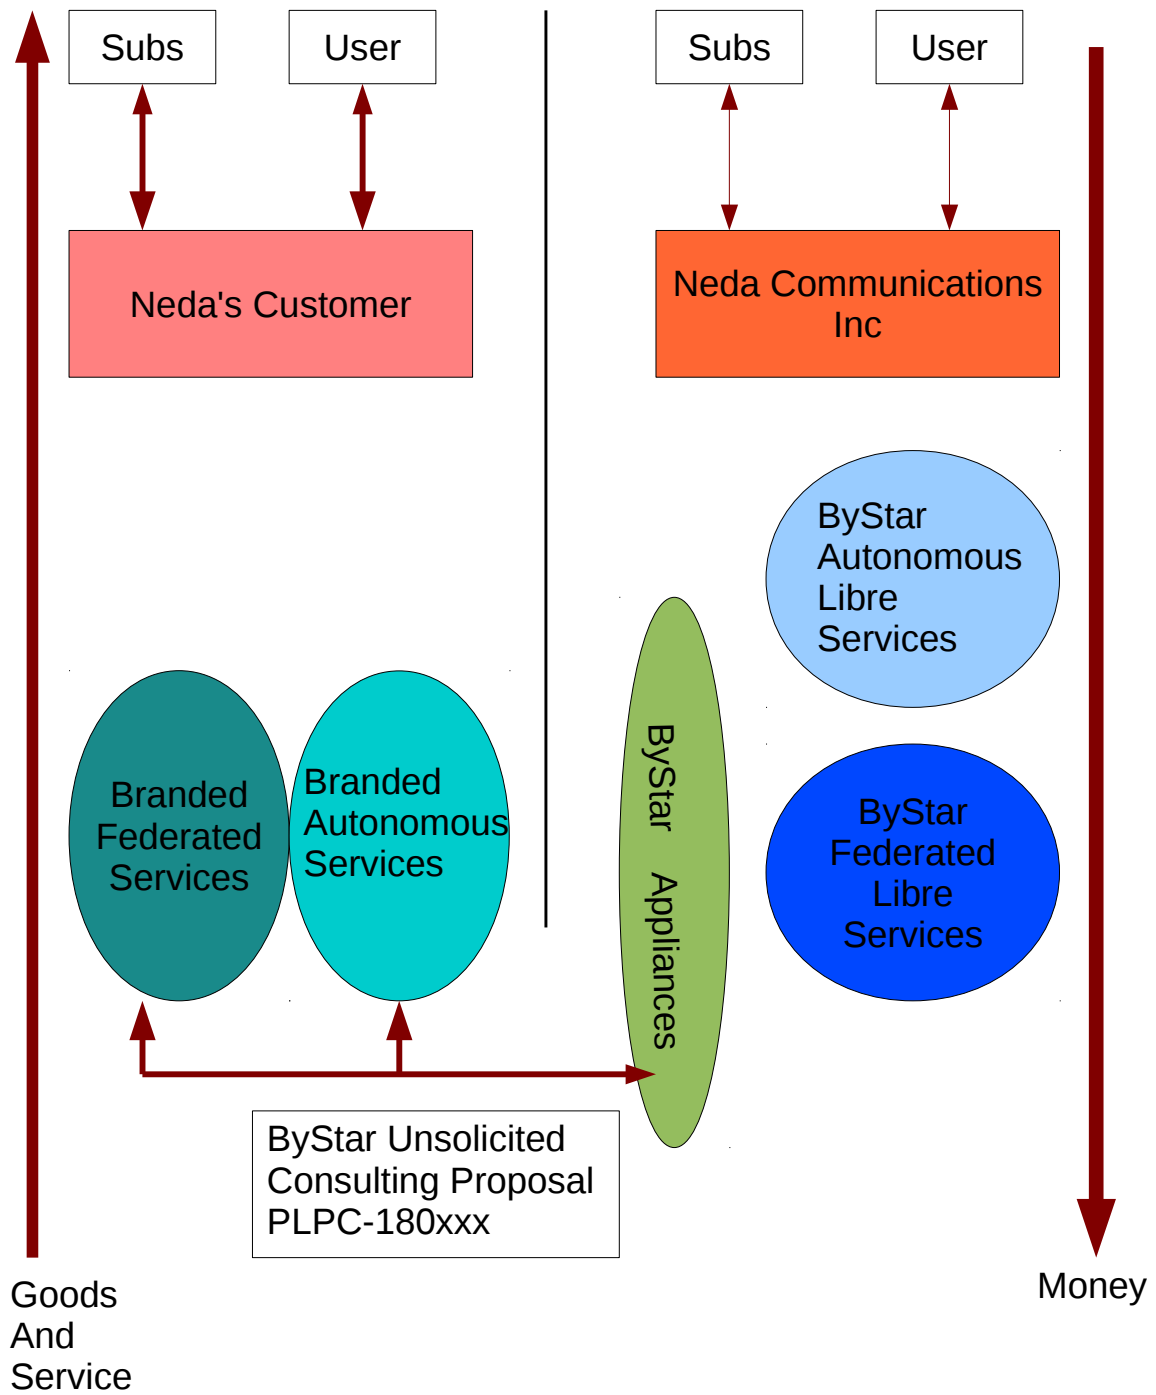 Subs
User
Subs
User
Neda's Customer
Neda Communications
Inc
ByStar
Autonomous
Libre
Services
Branded
Federated
Services
Branded
Autonomous
Services
ByStar Appliances
ByStar
Federated
Libre
Services
ByStar Unsolicited
Consulting Proposal
PLPC-180xxx
Goods
And
Service
Money